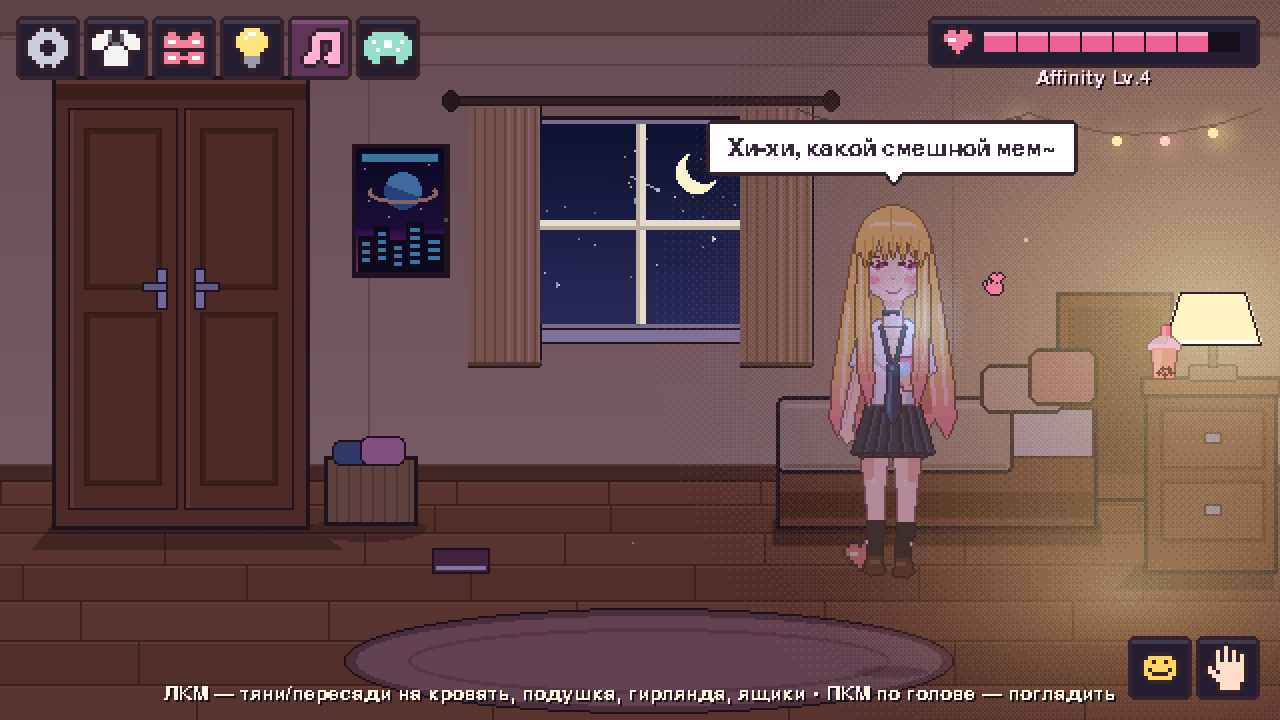 Affinity Lv.4
Хи-хи, какой смешной мем~
ЛКМ — тяни/пересади на кровать, подушка, гирлянда, ящики • ПКМ по голове — погладить